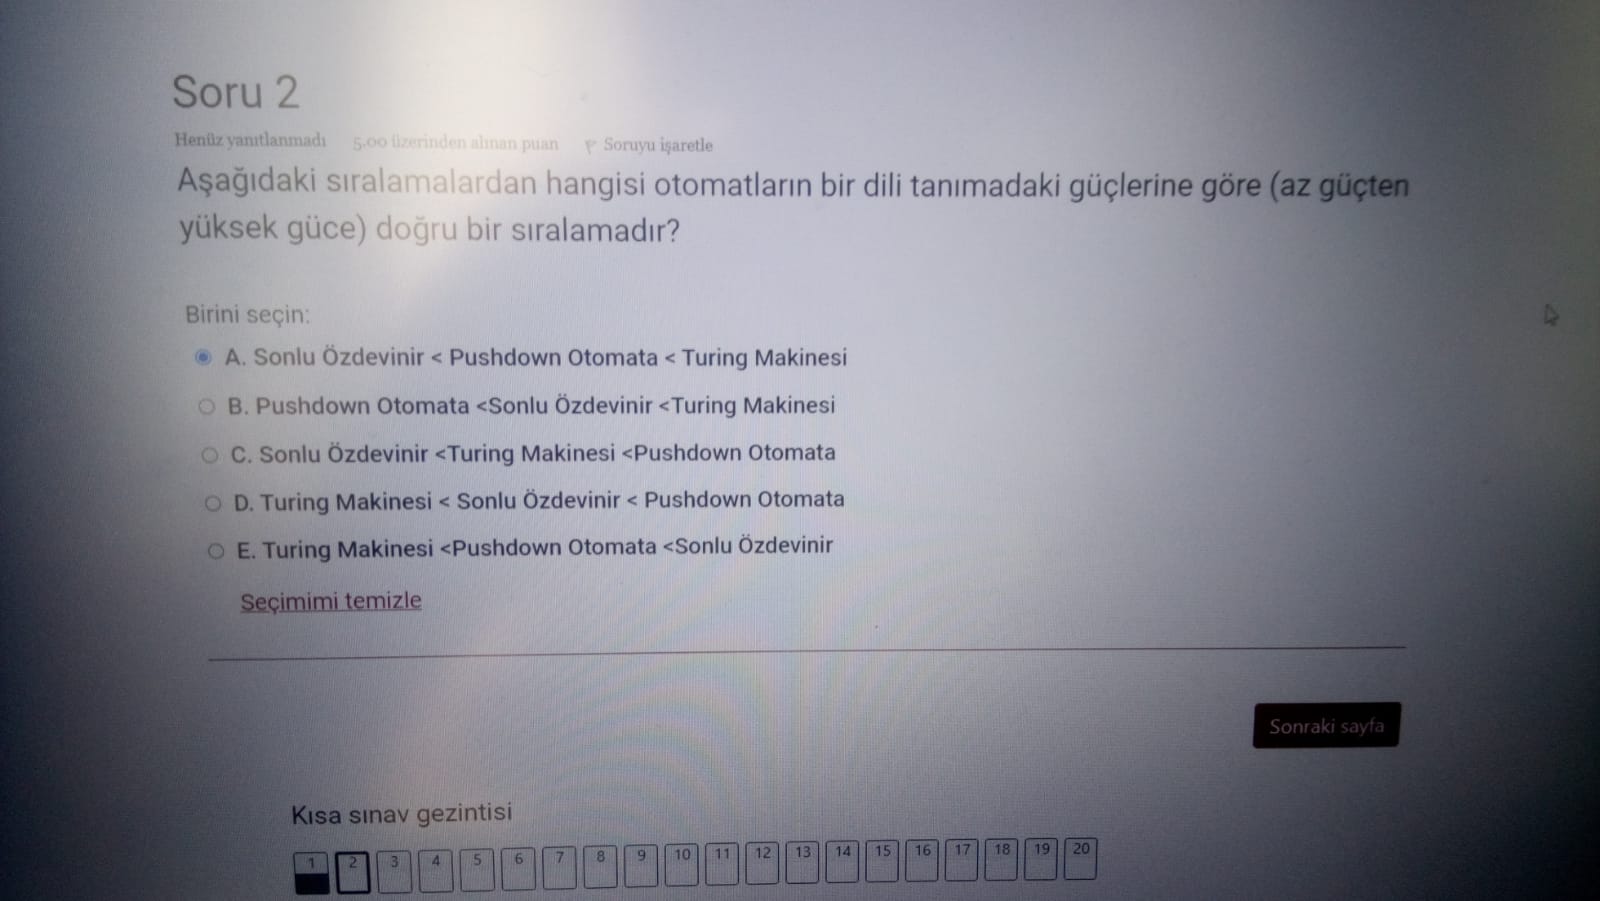 Soru 2
Henüz yanıtlanmadı 5.00 üzerinden alınan puan Soruyu işaretle
Aşağıdaki sıralamalardan hangisi otomatların bir dili tanımadaki güçlerine göre (az güçten
yüksek güce) doğru bir sıralamadır?
Birini seçin:
A. Sonlu Özdevinir < Pushdown Otomata < Turing Makinesi
B. Pushdown Otomata <Sonlu Özdevinir <Turing Makinesi
C. Sonlu Özdevinir <Turing Makinesi <Pushdown Otomata
D. Turing Makinesi < Sonlu Özdevinir < Pushdown Otomata
E. Turing Makinesi <Pushdown Otomata <Sonlu Özdevinir
Seçimimi temizle
Sonraki sayfa
Kısa sınav gezintisi
1 2 3 4 5 6 7 8 9 10 11 12 13 14 15 16 17 18 19 20